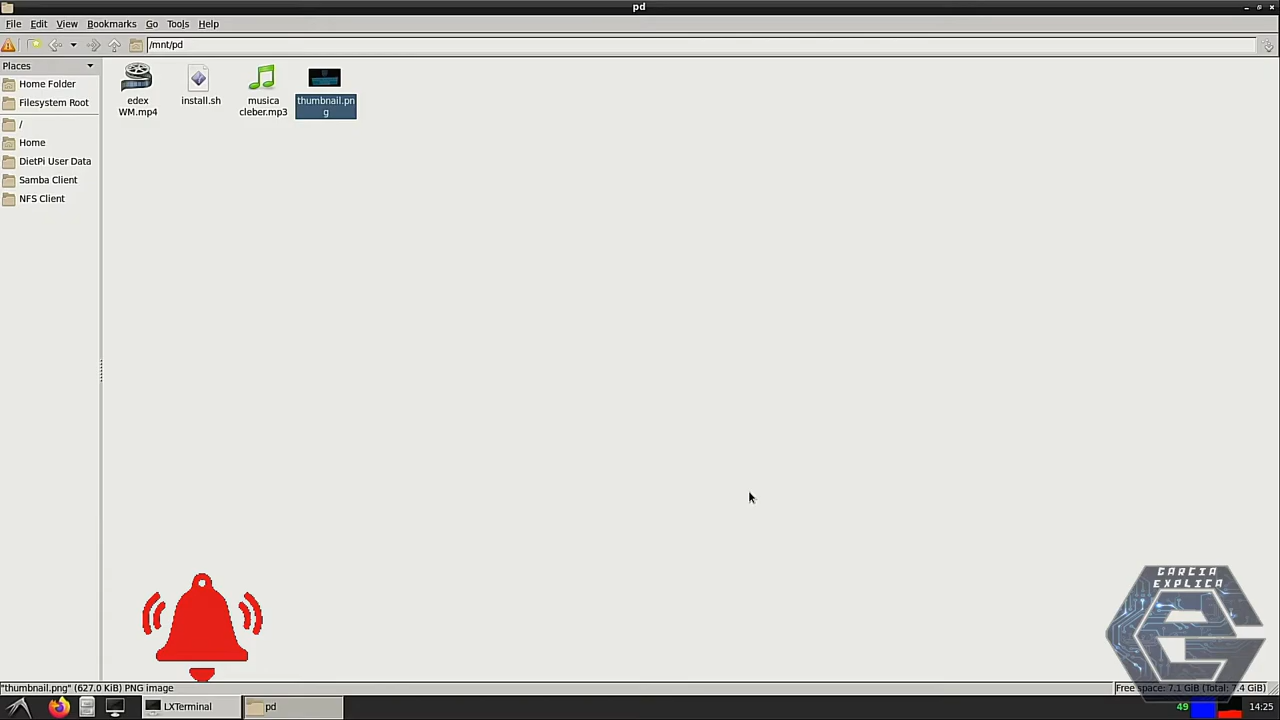 pd
File Edit View Bookmarks Go Tools Help
/mnt/pd
Places
Home Folder
Filesystem Root
/
Home
DietPi User Data
Samba Client
NFS Client
edex
WM.mp4
install.sh
musica
cleber.mp3
thumbnail.pn
g
GARCIA
EXPLICA
"thumbnail.png" (627.0 KiB) PNG image
Free space: 7.1 GiB (Total: 7.4 GiB)
LXTerminal
pd
49
14:25